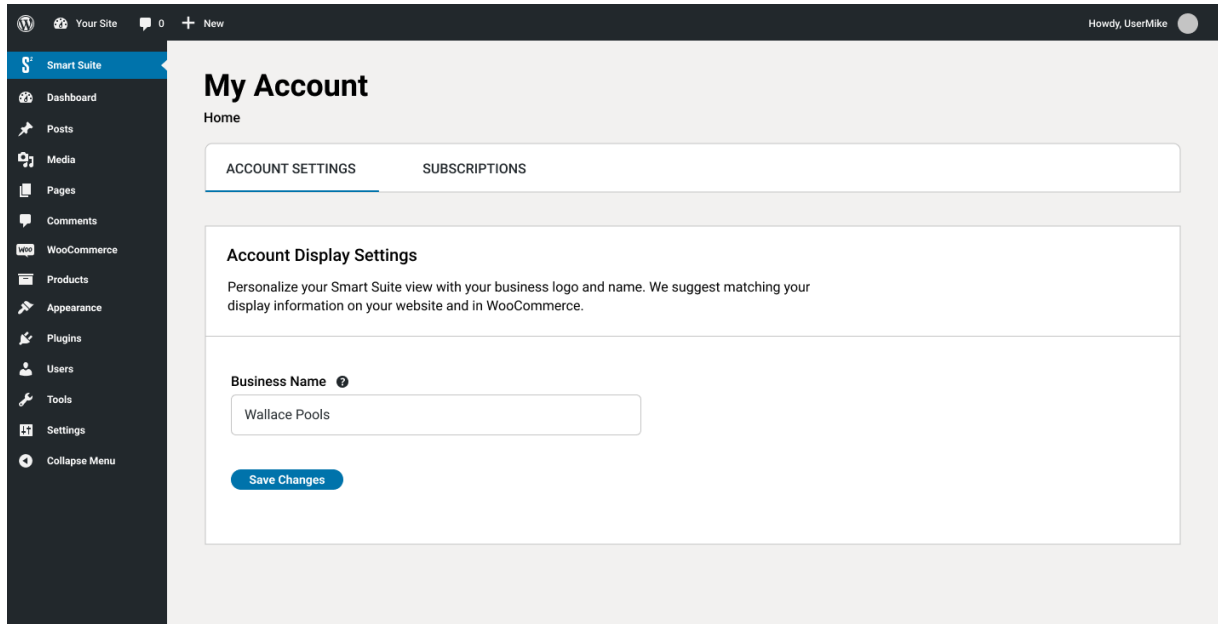 Your Site 0 New Howdy, UserMike
Smart Suite
Dashboard
Posts
Media
Pages
Comments
WooCommerce
Products
Appearance
Plugins
Users
Tools
Settings
Collapse Menu
My Account
Home
ACCOUNT SETTINGS SUBSCRIPTIONS
Account Display Settings
Personalize your Smart Suite view with your business logo and name. We suggest matching your
display information on your website and in WooCommerce.
Business Name ?
Wallace Pools
Save Changes